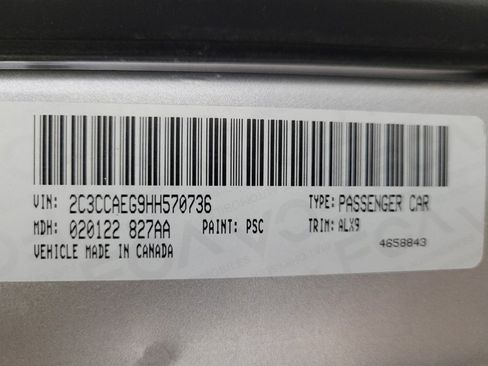 VIN: 2C3CCAEG9HH570736 TYPE: PASSENGER CAR
MDH: 020122 827AA PAINT: PSC TRIM: ALX9
VEHICLE MADE IN CANADA 4658843